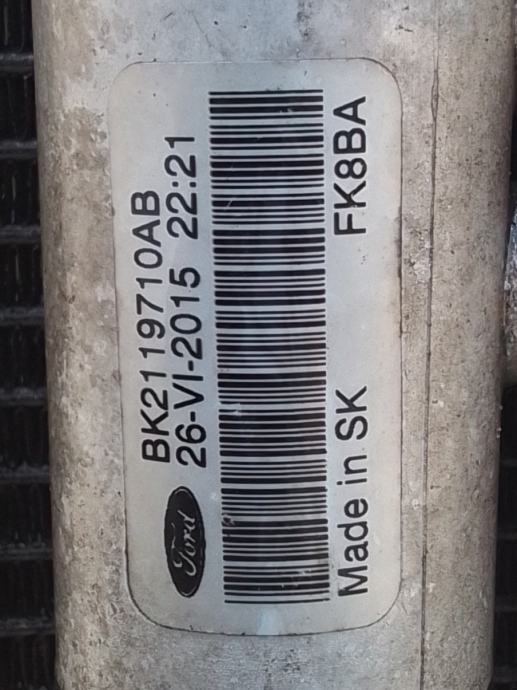 Ford
BK2119710AB
26-VI-2015 22:21
Made in SK FK8BA